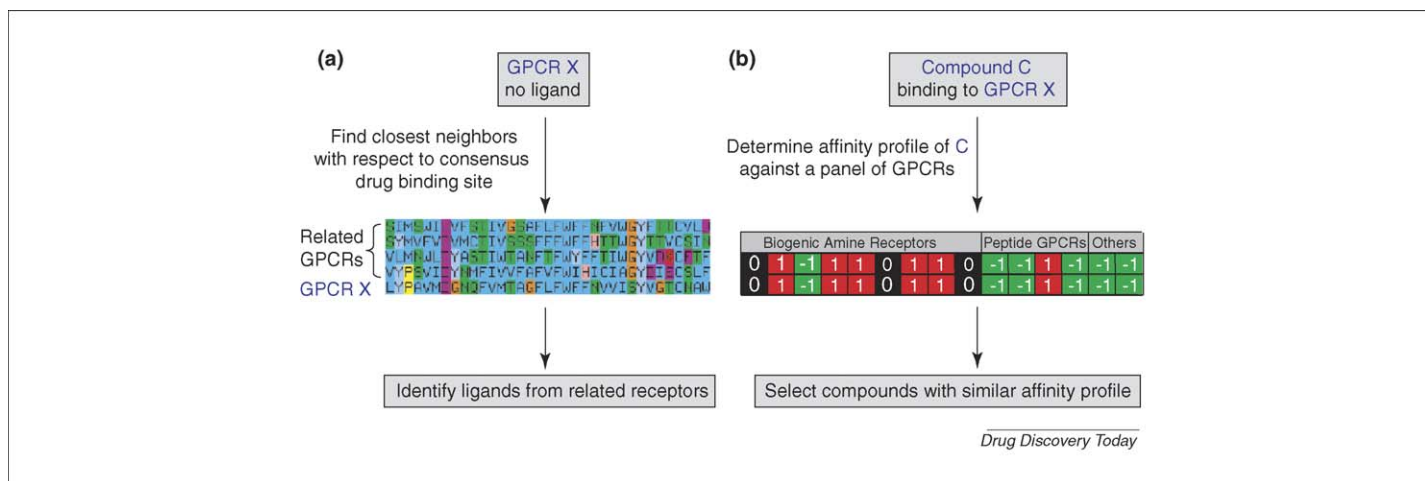 (a)
GPCR X
no ligand
Find closest neighbors
with respect to consensus
drug binding site
Related
GPCRs
GPCR X
Identify ligands from related receptors
(b)
Compound C
binding to GPCR X
Determine affinity profile of C
against a panel of GPCRs
Biogenic Amine Receptors Peptide GPCRs Others
0 1 -1 1 1 0 1 1 0 -1 -1 1 -1 -1 -1
0 1 -1 1 1 0 1 1 0 -1 -1 1 -1 -1 -1
Select compounds with similar affinity profile
Drug Discovery Today